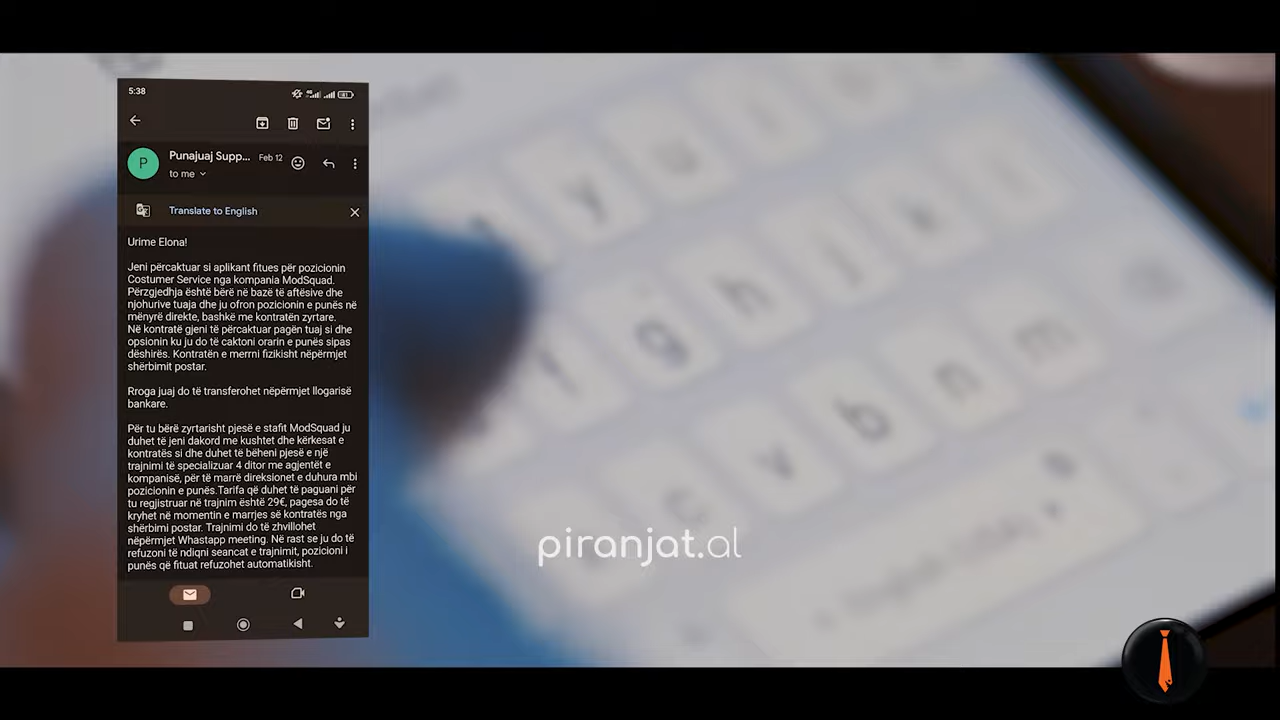 5:38
Punajuaj Supp...
Feb 12
to me
P
Translate to English
Urime Elona!
Jeni përcaktuar si aplikant fitues për pozicionin
Costumer Service nga kompania ModSquad.
Përzgjedhja është bërë në bazë të aftësive dhe
njohurive tuaja dhe ju ofron pozicionin e punës në
mënyrë direkte, bashkë me kontratën zyrtare.
Në kontratë gjeni të përcaktuar pagën tuaj si dhe
opsionin ku ju do të caktoni orarin e punës sipas
dëshirës. Kontratën e merrni fizikisht nëpërmjet
shërbimit postar.
Rroga juaj do të transferohet nëpërmjet llogarisë
bankare.
Për tu bërë zyrtarisht pjesë e stafit ModSquad ju
duhet të jeni dakord me kushtet dhe kërkesat e
kontratës si dhe duhet të bëheni pjesë e një
trajnimi të specializuar 4 ditor me agjentët e
kompanisë, për të marrë direksionet e duhura mbi
pozicionin e punës.Tarifa që duhet të paguani për
tu regjistruar në trajnim është 29€, pagesa do të
kryhet në momentin e marrjes së kontratës nga
shërbimi postar. Trajnimi do të zhvillohet
nëpërmjet Whastapp meeting. Në rast se ju do të
refuzoni të ndiqni seancat e trajnimit, pozicioni i
punës që fituat refuzohet automatikisht.
y u
g h j k
f
c v b n m
piranjat.al